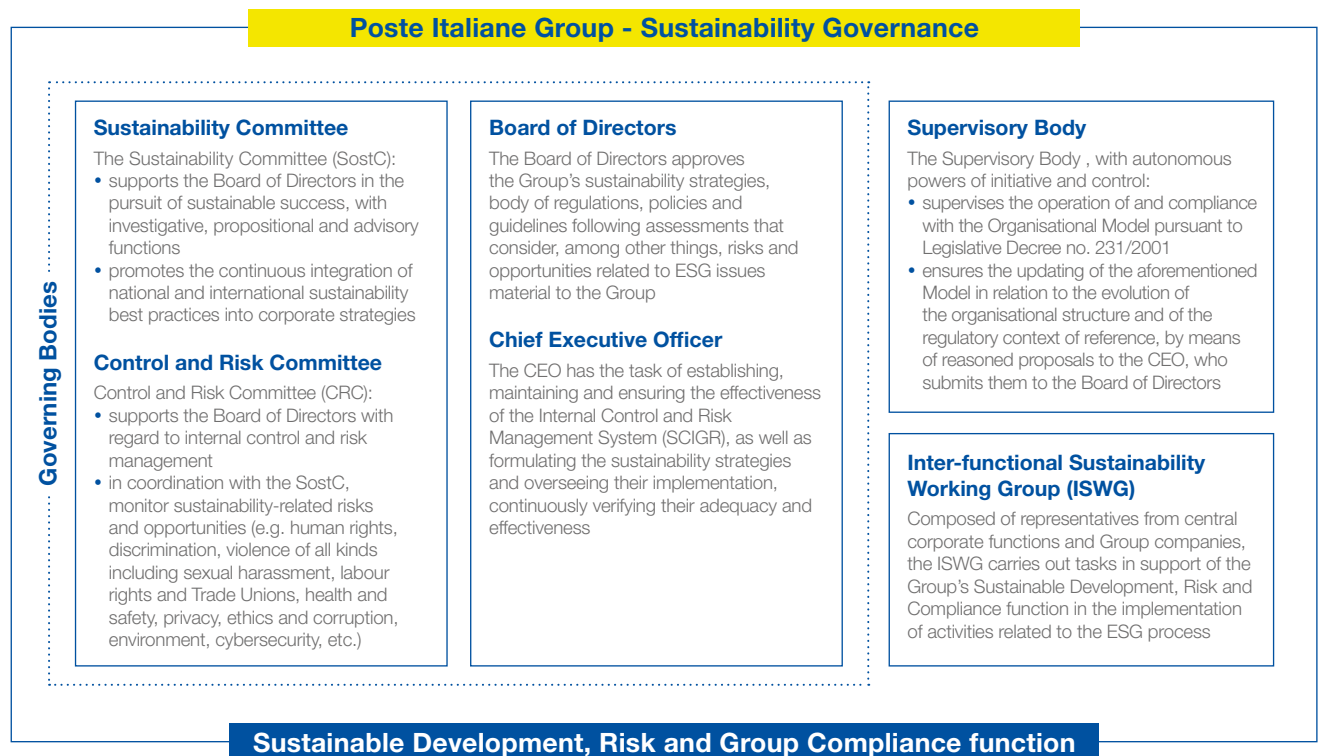 Poste Italiane Group - Sustainability Governance
Governing Bodies
Sustainability Committee
The Sustainability Committee (SostC):
• supports the Board of Directors in the
pursuit of sustainable success, with
investigative, propositional and advisory
functions
• promotes the continuous integration of
national and international sustainability
best practices into corporate strategies
Control and Risk Committee
Control and Risk Committee (CRC):
• supports the Board of Directors with
regard to internal control and risk
management
• in coordination with the SostC,
monitor sustainability-related risks
and opportunities (e.g. human rights,
discrimination, violence of all kinds
including sexual harassment, labour
rights and Trade Unions, health and
safety, privacy, ethics and corruption,
environment, cybersecurity, etc.)
Board of Directors
The Board of Directors approves
the Group's sustainability strategies,
body of regulations, policies and
guidelines following assessments that
consider, among other things, risks and
opportunities related to ESG issues
material to the Group
Chief Executive Officer
The CEO has the task of establishing,
maintaining and ensuring the effectiveness
of the Internal Control and Risk
Management System (SCIGR), as well as
formulating the sustainability strategies
and overseeing their implementation,
continuously verifying their adequacy and
effectiveness
Supervisory Body
The Supervisory Body , with autonomous
powers of initiative and control:
• supervises the operation of and compliance
with the Organisational Model pursuant to
Legislative Decree no. 231/2001
• ensures the updating of the aforementioned
Model in relation to the evolution of
the organisational structure and of the
regulatory context of reference, by means
of reasoned proposals to the CEO, who
submits them to the Board of Directors
Inter-functional Sustainability
Working Group (ISWG)
Composed of representatives from central
corporate functions and Group companies,
the ISWG carries out tasks in support of the
Group's Sustainable Development, Risk and
Compliance function in the implementation
of activities related to the ESG process
Sustainable Development, Risk and Group Compliance function